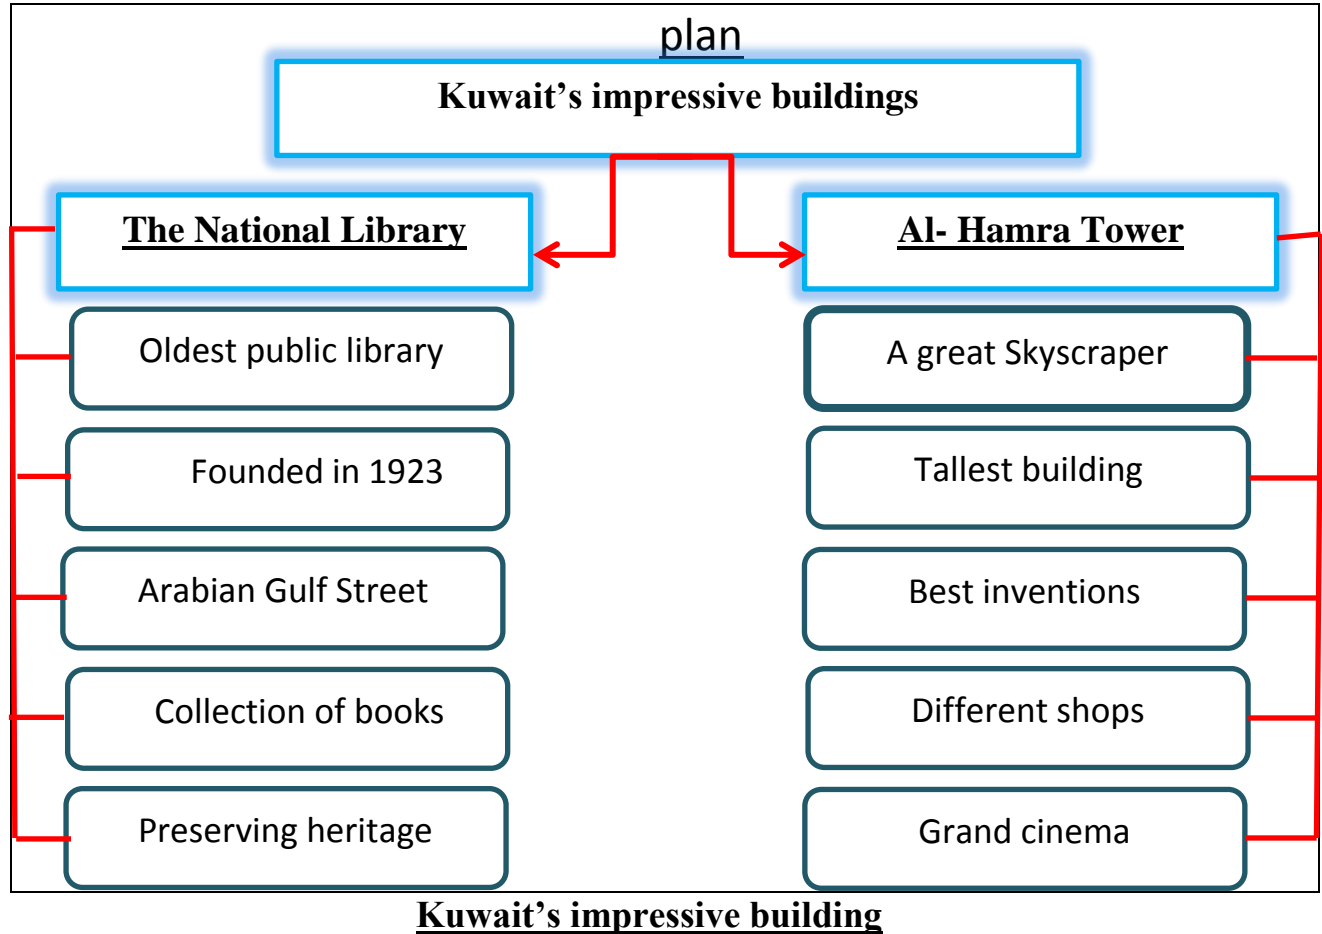 plan
Kuwait’s impressive buildings
The National Library
Oldest public library
Founded in 1923
Arabian Gulf Street
Collection of books
Preserving heritage
Al- Hamra Tower
A great Skyscraper
Tallest building
Best inventions
Different shops
Grand cinema
Kuwait’s impressive building